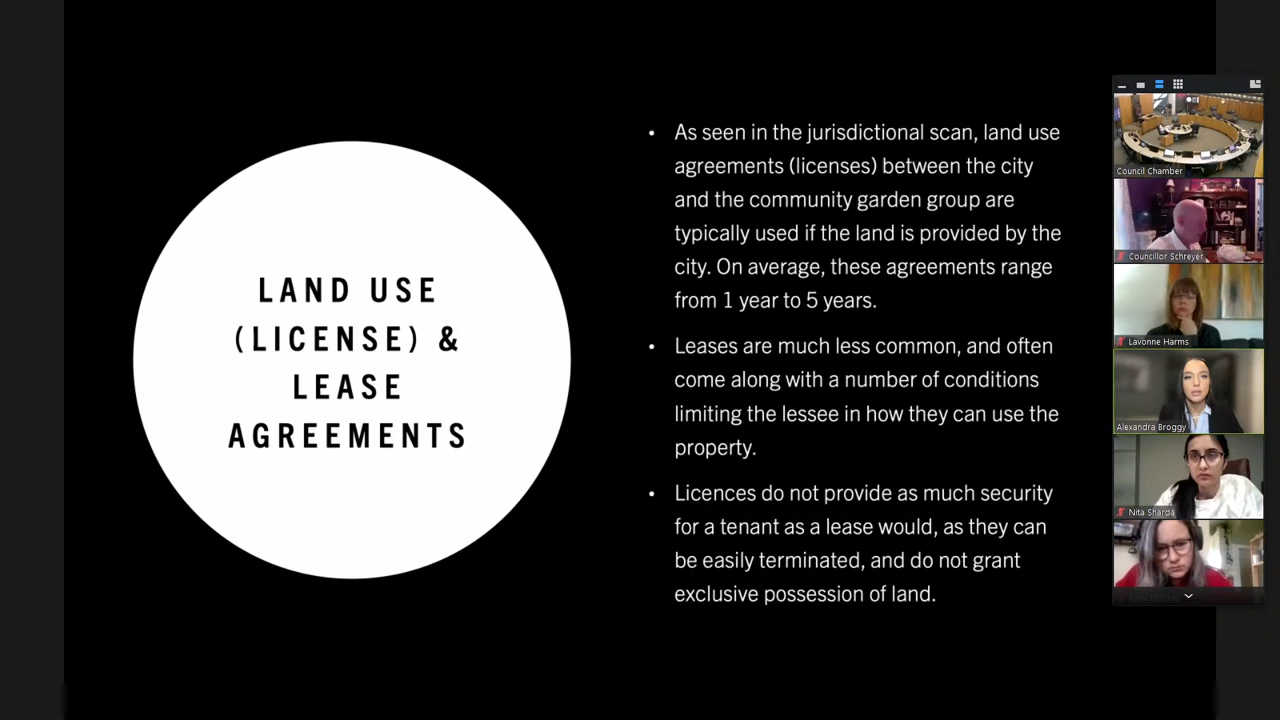 LAND USE
(LICENSE) &
LEASE
AGREEMENTS
• As seen in the jurisdictional scan, land use
agreements (licenses) between the city
and the community garden group are
typically used if the land is provided by the
city. On average, these agreements range
from 1 year to 5 years.
• Leases are much less common, and often
come along with a number of conditions
limiting the lessee in how they can use the
property.
• Licences do not provide as much security
for a tenant as a lease would, as they can
be easily terminated, and do not grant
exclusive possession of land.
Council Chamber
Councillor Schreyer
Lavonne Harms
Alexandra Broggy
Nita Sharda